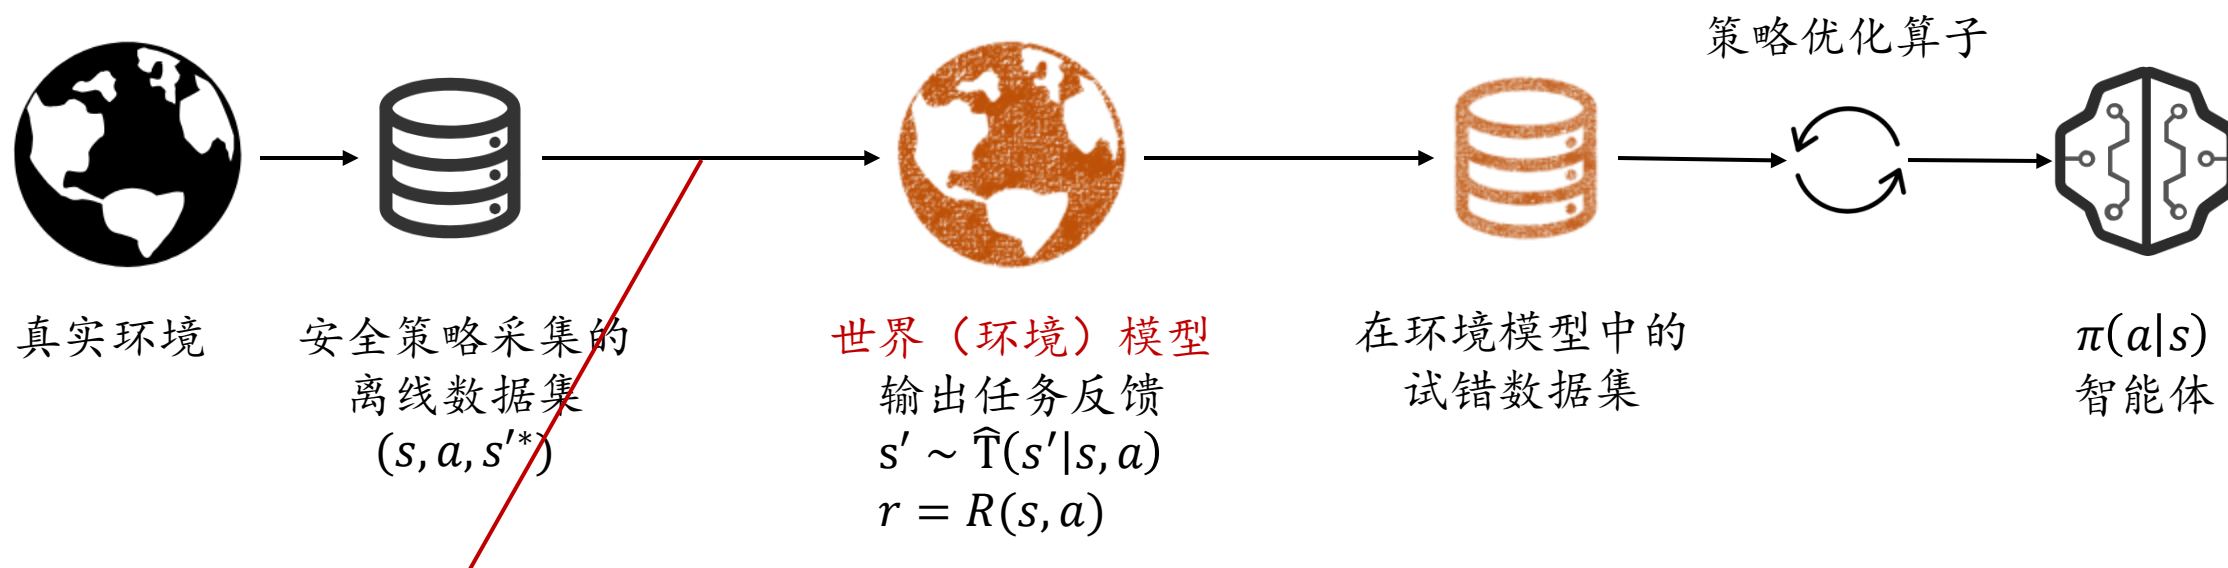 策略优化算子
真实环境
安全策略采集的
离线数据集
(s, a, s′*)
世界（环境）模型
输出任务反馈
s′ ~ T̂(s′|s, a)
r = R(s, a)
在环境模型中的
试错数据集
π(a|s)
智能体